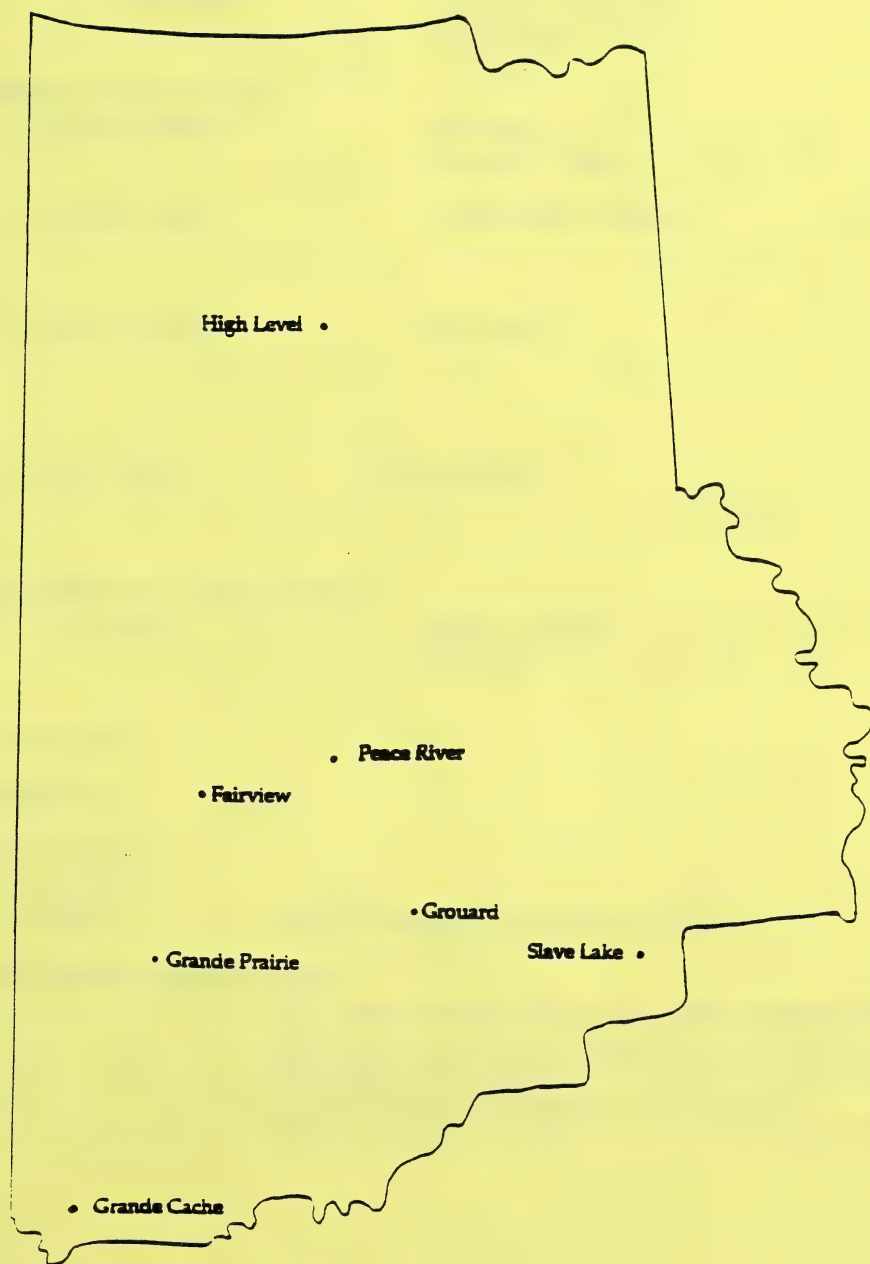 High Level
Peace River
Fairview
Grouard
Slave Lake
Grande Prairie
Grande Cache